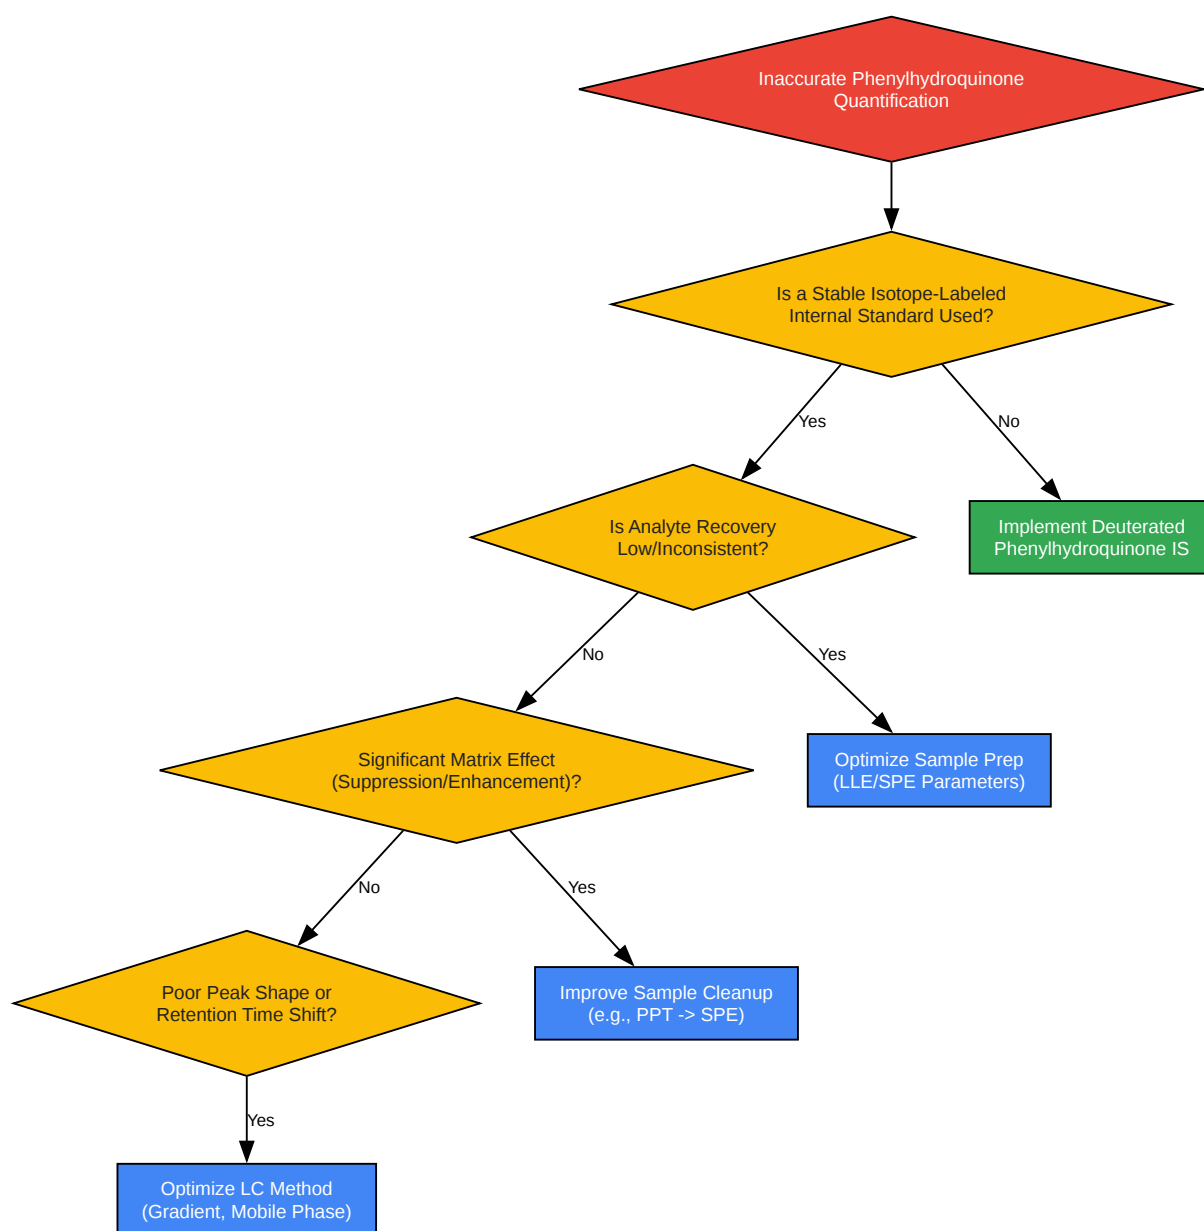 Inaccurate Phenylhydroquinone
Quantification
Is a Stable Isotope-Labeled
Internal Standard Used?
Yes
No
Is Analyte Recovery
Low/Inconsistent?
Implement Deuterated
Phenylhydroquinone IS
No
Yes
Significant Matrix Effect
(Suppression/Enhancement)?
Optimize Sample Prep
(LLE/SPE Parameters)
No
Yes
Poor Peak Shape or
Retention Time Shift?
Improve Sample Cleanup
(e.g., PPT -> SPE)
Yes
Optimize LC Method
(Gradient, Mobile Phase)